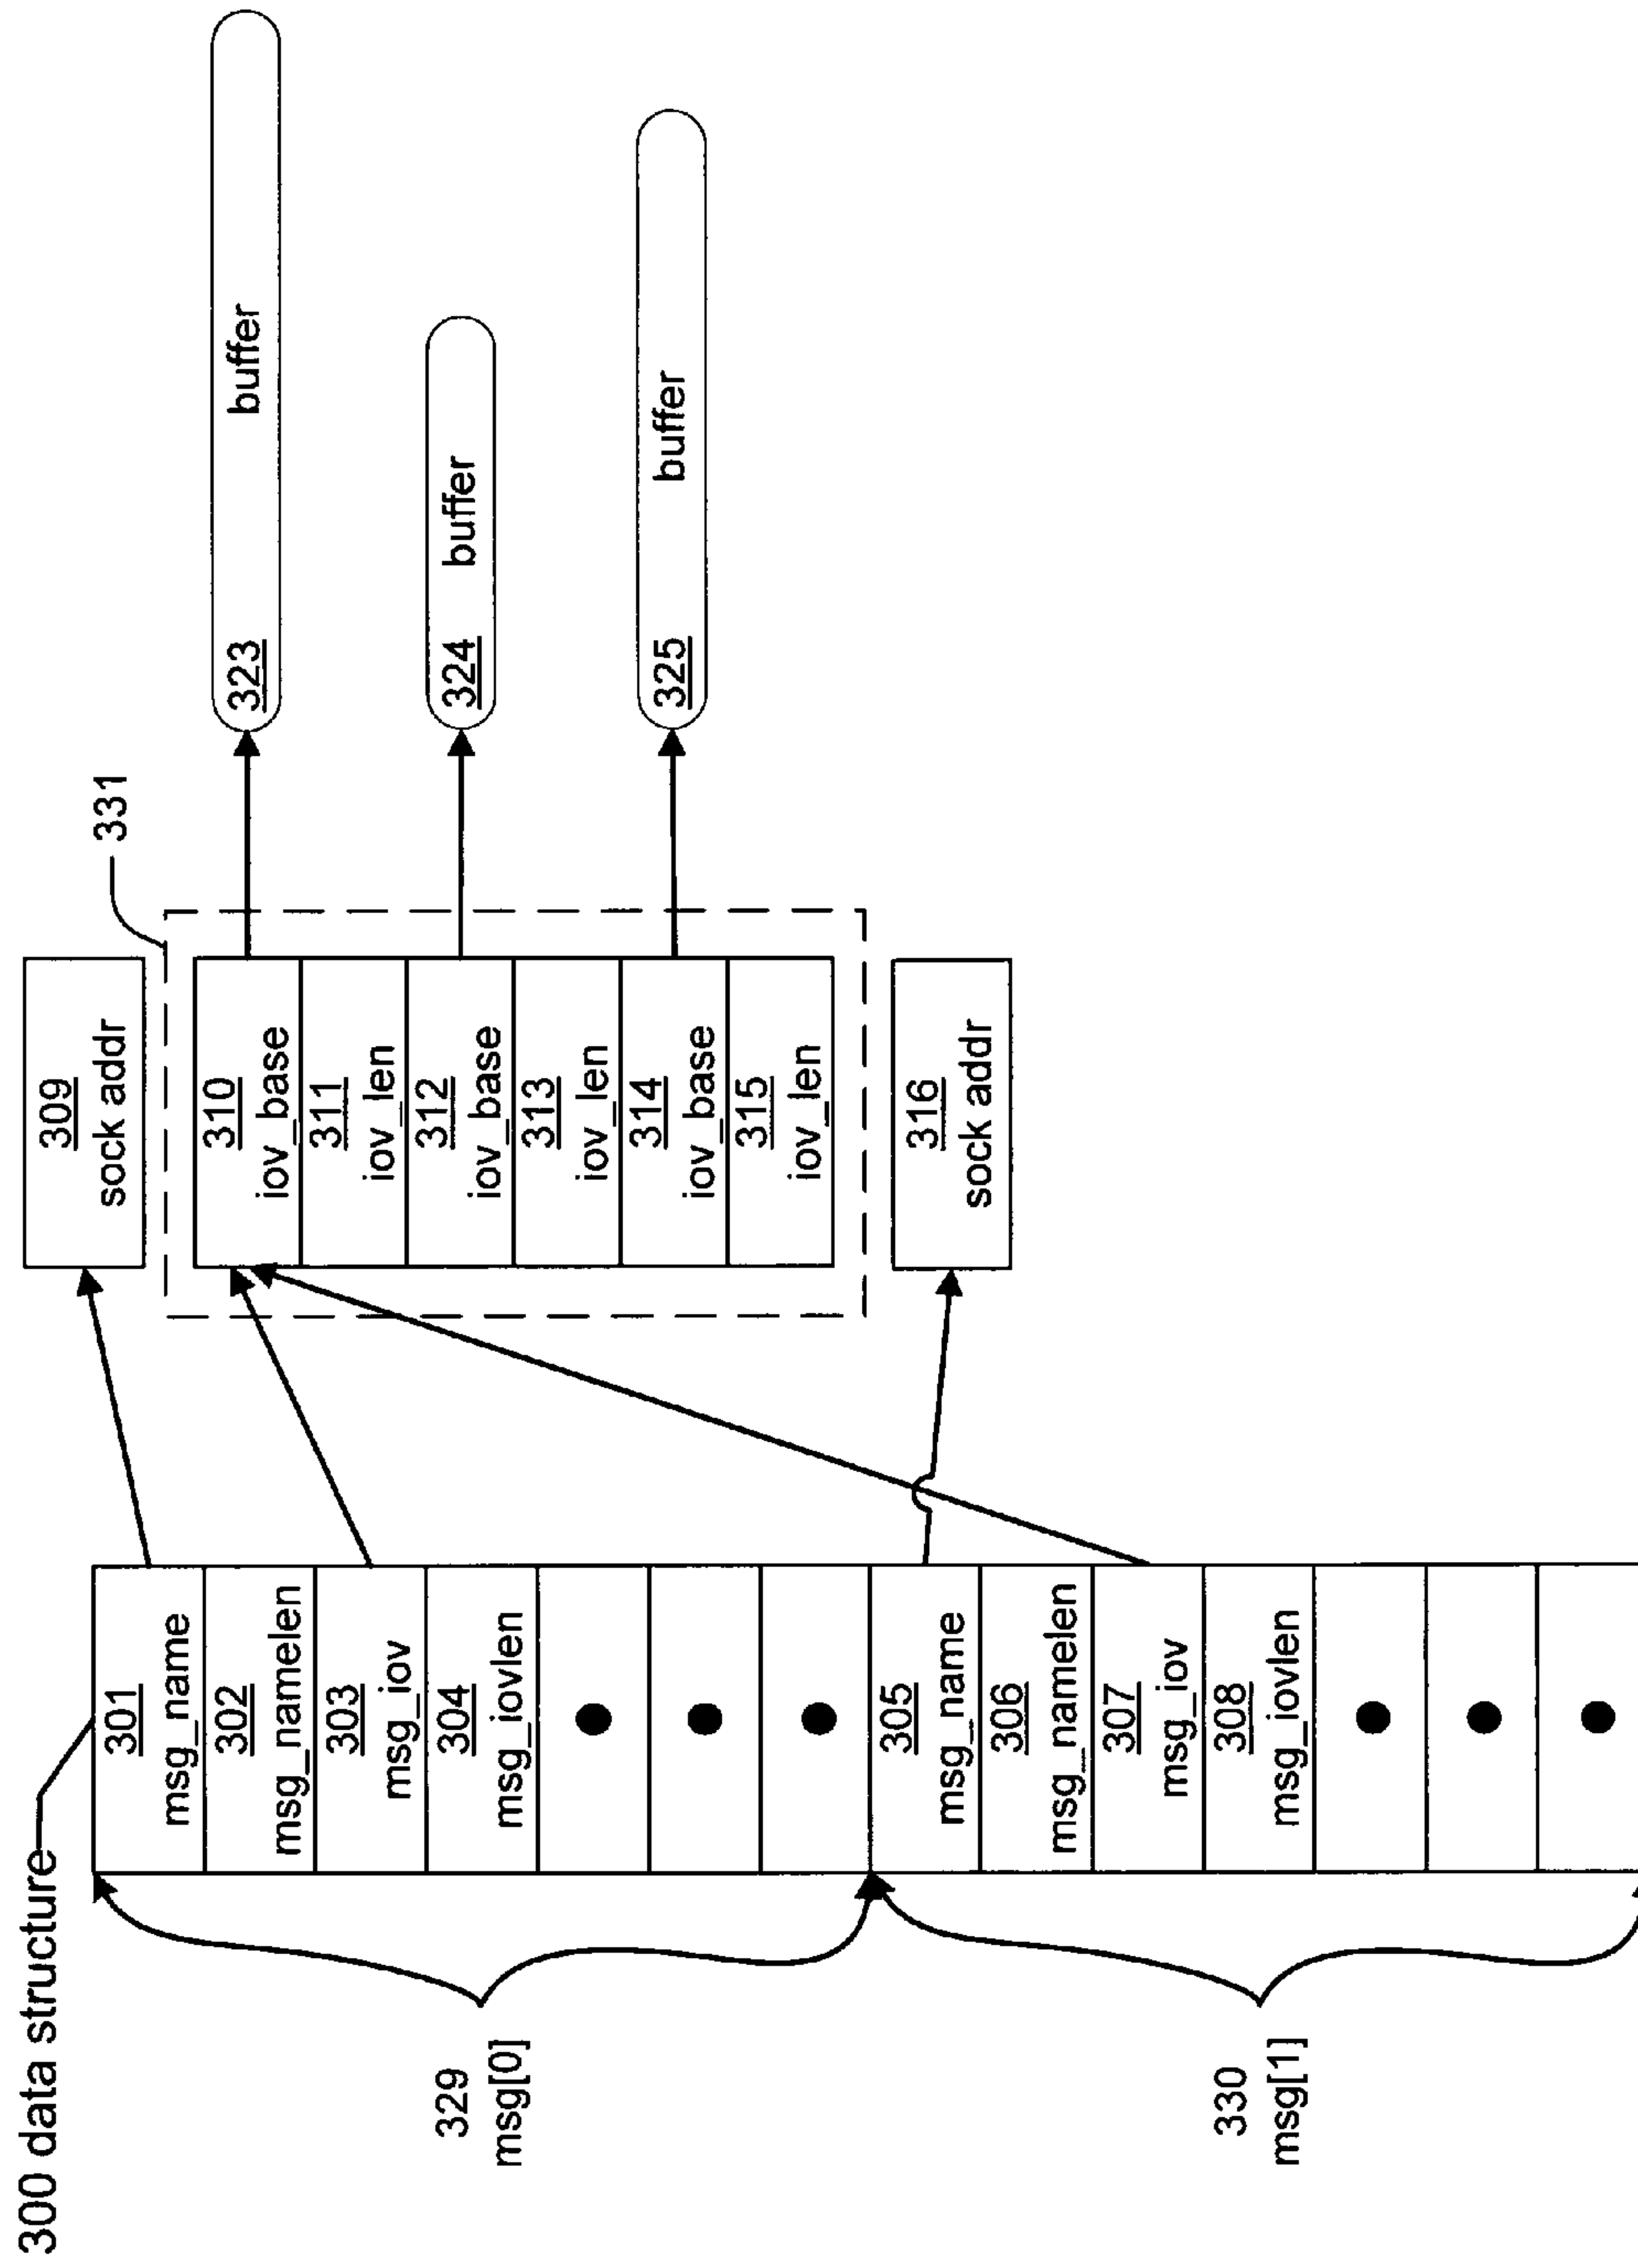 300 data structure
329
msg[0]
330
msg[1]
301
msg_name
302
msg_namelen
303
msg_iov
304
msg_iovlen
305
msg_name
306
msg_namelen
307
msg_iov
308
msg_iovlen
309
sock addr
331
310
iov_base
311
iov_len
312
iov_base
313
iov_len
314
iov_base
315
iov_len
316
sock addr
323 buffer
324 buffer
325 buffer